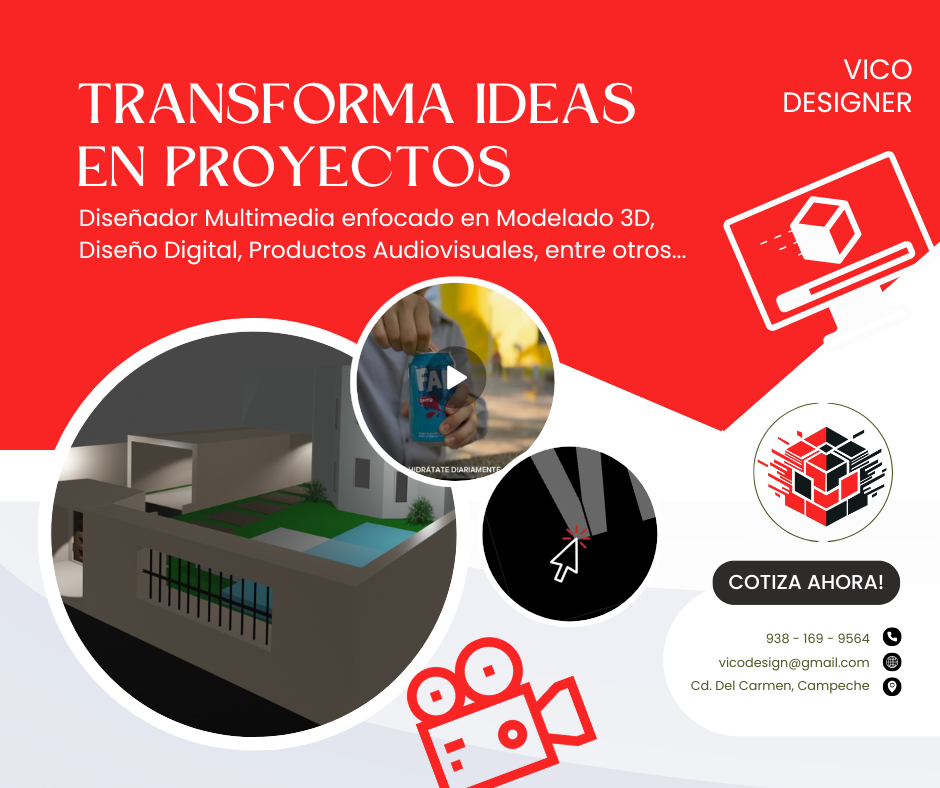 VICO
DESIGNER
TRANSFORMA IDEAS
EN PROYECTOS
Diseñador Multimedia enfocado en Modelado 3D,
Diseño Digital, Productos Audiovisuales, entre otros...
FA
HIDRÁTATE DIARIAMENTE
COTIZA AHORA!
938 - 169 - 9564
vicodesign@gmail.com
Cd. Del Carmen, Campeche